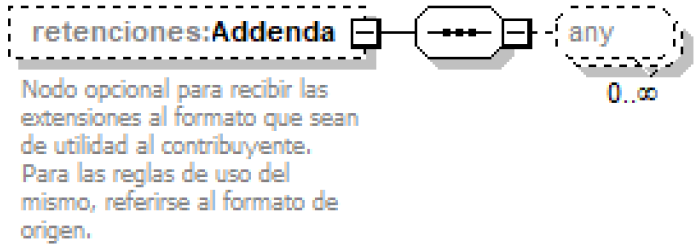 retenciones:Addenda
any
0..∞
Nodo opcional para recibir las
extensiones al formato que sean
de utilidad al contribuyente.
Para las reglas de uso del
mismo, referirse al formato de
origen.